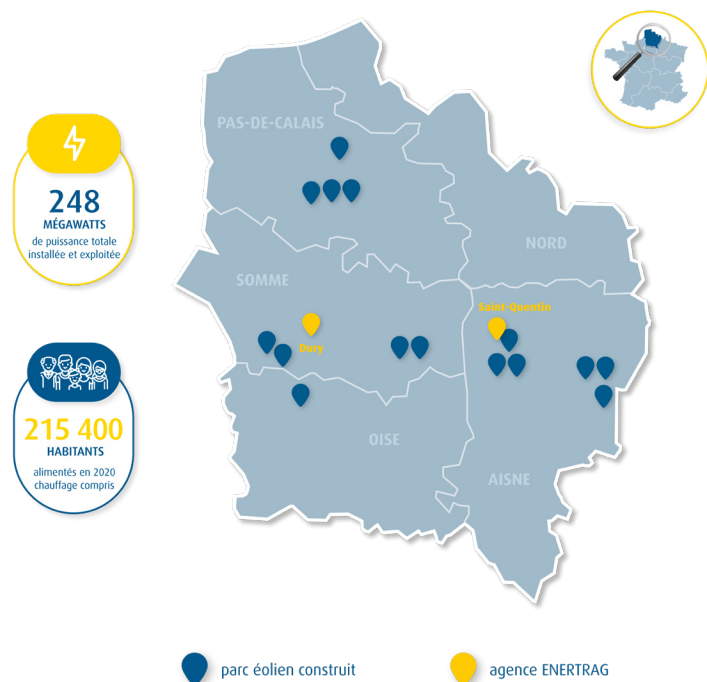 PAS-DE-CALAIS
NORD
SOMME
Saint-Quentin
Dury
OISE
AISNE
248
MÉGAWATTS
de puissance totale
installée et exploitée
215 400
HABITANTS
alimentés en 2020
chauffage compris
parc éolien construit
agence ENERTRAG